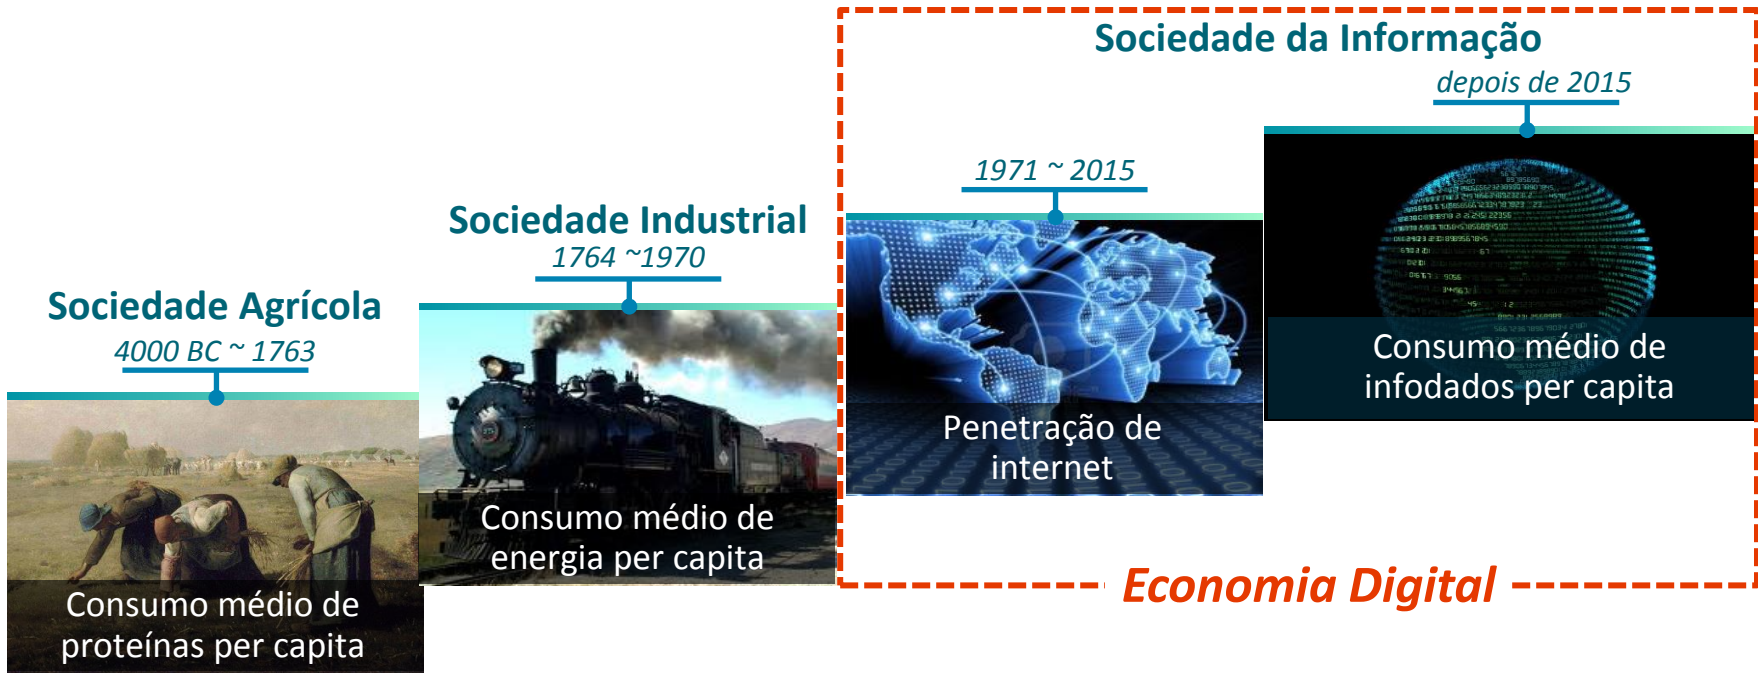 Sociedade da Informação
depois de 2015
1971 ~ 2015
Sociedade Industrial
1764 ~1970
Sociedade Agrícola
4000 BC ~ 1763
Consumo médio de
proteínas per capita
Consumo médio de
energia per capita
Penetração de
internet
Consumo médio de
infodados per capita
Economia Digital